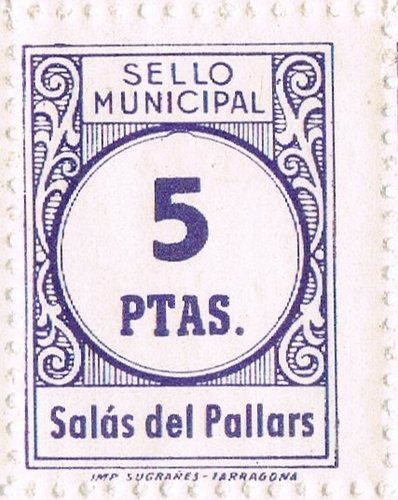 SELLO
MUNICIPAL
5
PTAS.
Salás del Pallars
IMP SUGRAÑES-TARRAGONA